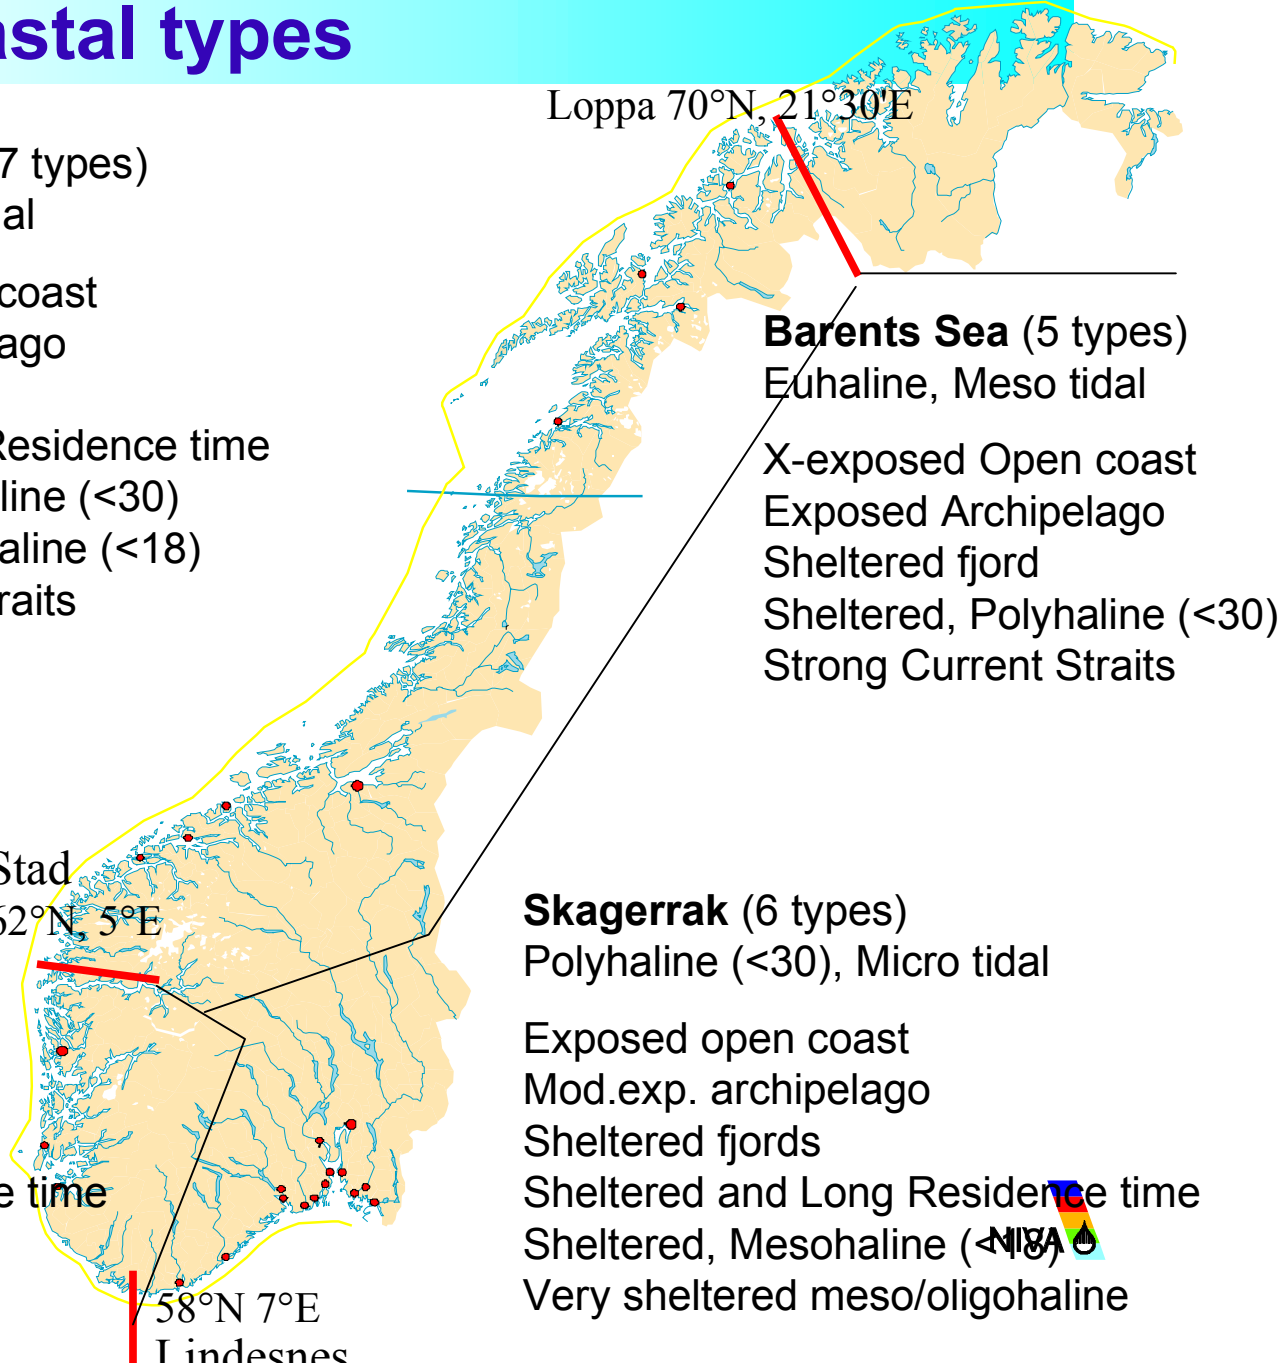 astal types
Loppa 70°N, 21°30'E
7 types)
al
coast
ago
Residence time
line (<30)
aline (<18)
raits
Barents Sea (5 types)
Euhaline, Meso tidal
X-exposed Open coast
Exposed Archipelago
Sheltered fjord
Sheltered, Polyhaline (<30)
Strong Current Straits
Stad
62°N, 5°E
e time
Skagerrak (6 types)
Polyhaline (<30), Micro tidal
Exposed open coast
Mod.exp. archipelago
Sheltered fjords
Sheltered and Long Residence time
Sheltered, Mesohaline (<18)
Very sheltered meso/oligohaline
NIVA
58°N 7°E
Lindesnes